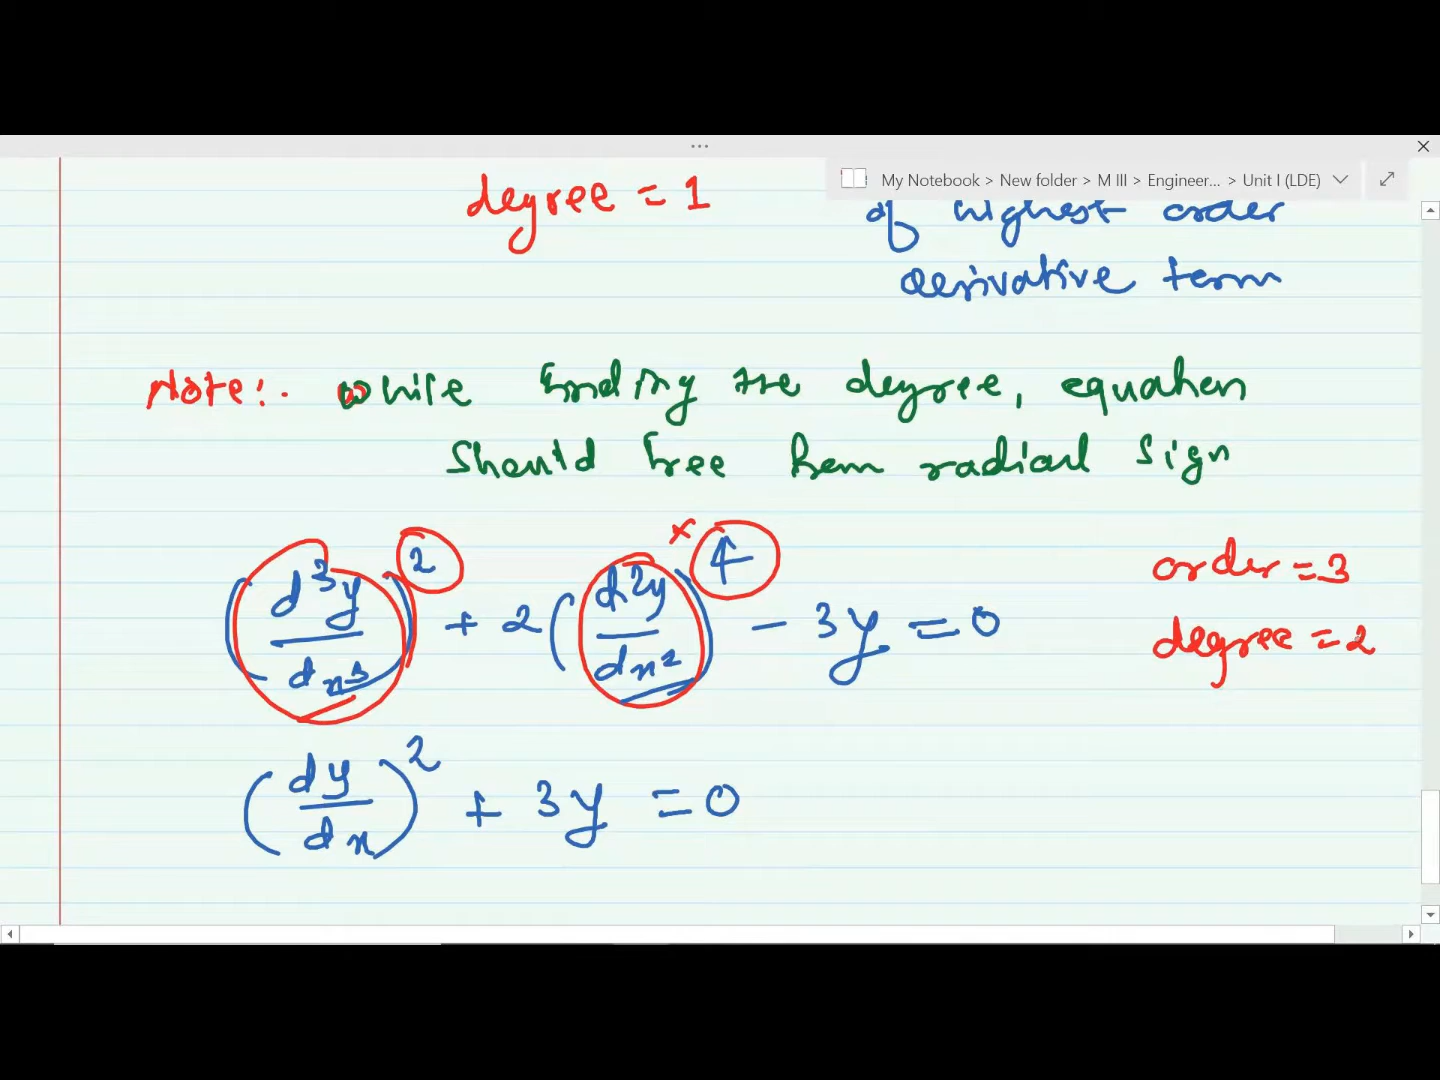 My Notebook > New folder > M III > Engineer... > Unit I (LDE)
degree = 1
of highest order
derivative term
Note:- While finding the degree, equation
should free from radical sign
(d³y/dx³)² + 2(d²y/dx²)⁴ - 3y = 0
×
order = 3
degree = 2
(dy/dx)² + 3y = 0